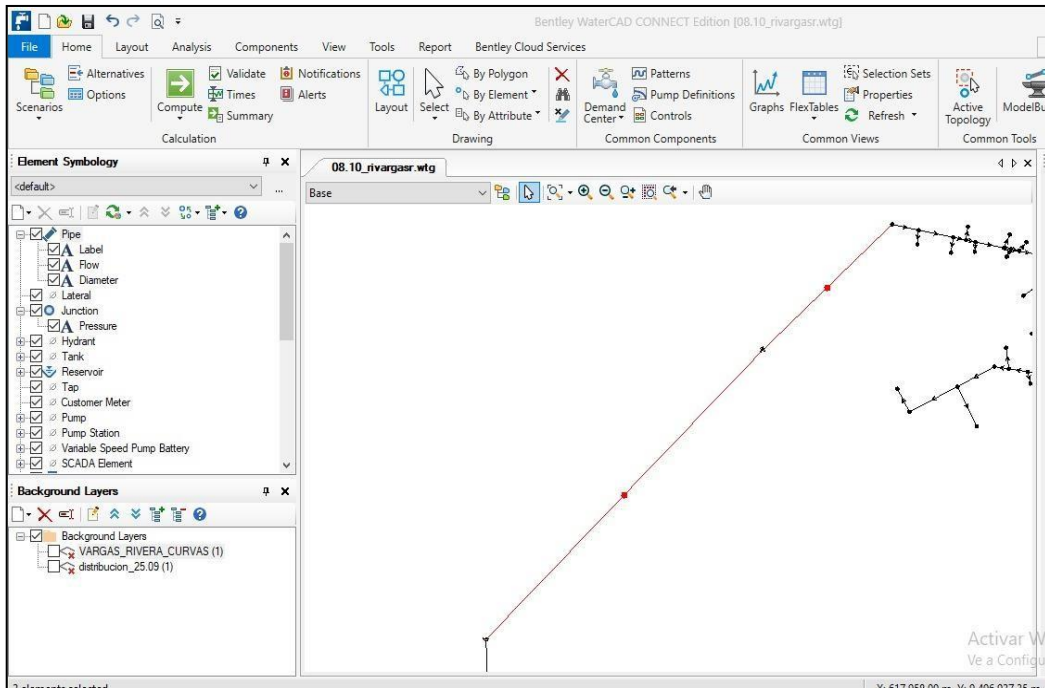 Bentley WaterCAD CONNECT Edition [08.10_rivargasr.wtg]
File Home Layout Analysis Components View Tools Report Bentley Cloud Services
Scenarios
Alternatives
Options
Compute
Validate
Times
Summary
Notifications
Alerts
Calculation
Layout
Select
By Polygon
By Element
By Attribute
Drawing
Demand Center
Patterns
Pump Definitions
Controls
Common Components
Graphs
FlexTables
Selection Sets
Properties
Refresh
Common Views
Active Topology
ModelBu
Common Tools
Element Symbology
<default>
...
Pipe
Label
Flow
Diameter
Lateral
Junction
Pressure
Hydrant
Tank
Reservoir
Tap
Customer Meter
Pump
Pump Station
Variable Speed Pump Battery
SCADA Element
Background Layers
Background Layers
VARGAS_RIVERA_CURVAS (1)
distribucion_25.09 (1)
08.10_rivargasr.wtg
Base
Activar W
Ve a Configu
elements selected